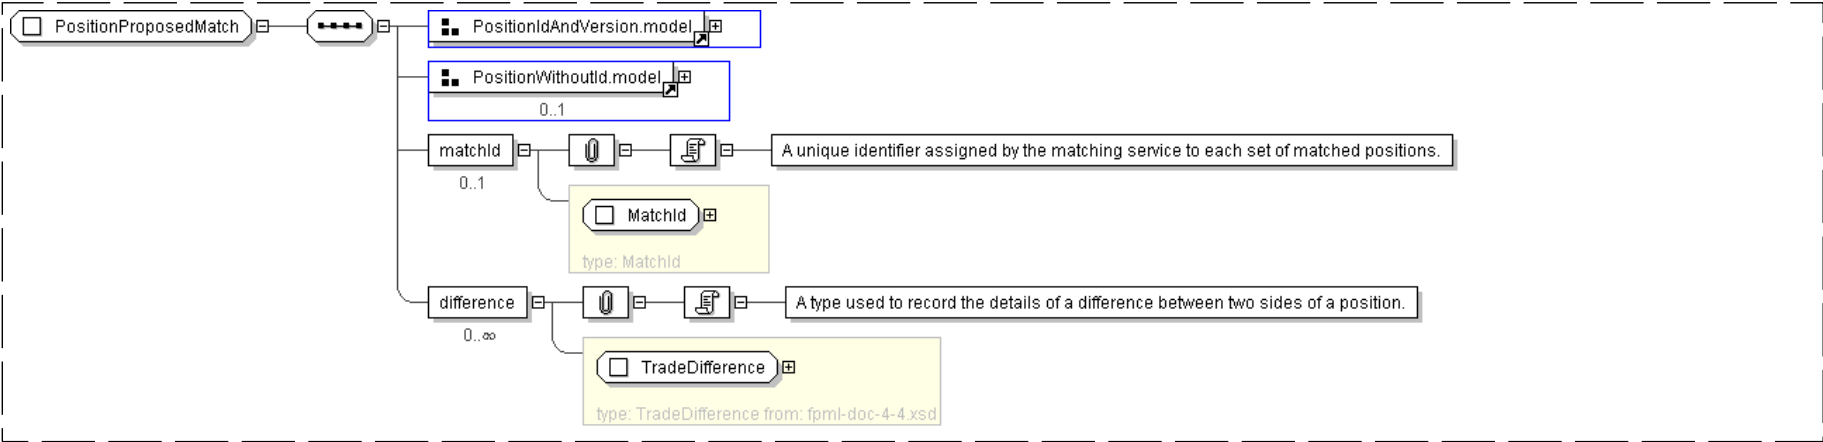 PositionProposedMatch
PositionIdAndVersion.model
PositionWithoutId.model
0..1
matchId
A unique identifier assigned by the matching service to each set of matched positions.
0..1
MatchId
type: MatchId
difference
A type used to record the details of a difference between two sides of a position.
0..∞
TradeDifference
type: TradeDifference from: fpml-doc-4-4.xsd